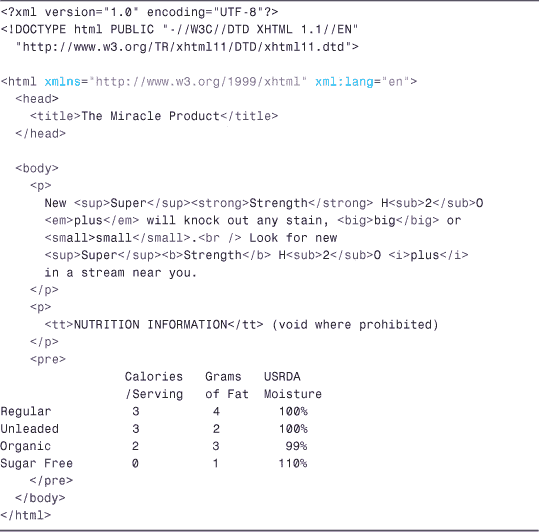 <?xml version="1.0" encoding="UTF-8"?>
<!DOCTYPE html PUBLIC "-//W3C//DTD XHTML 1.1//EN"
  "http://www.w3.org/TR/xhtml11/DTD/xhtml11.dtd">

<html xmlns="http://www.w3.org/1999/xhtml" xml:lang="en">
  <head>
    <title>The Miracle Product</title>
  </head>

  <body>
    <p>
      New <sup>Super</sup><strong>Strength</strong> H<sub>2</sub>O
      <em>plus</em> will knock out any stain, <big>big</big> or
      <small>small</small>.<br /> Look for new
      <sup>Super</sup><b>Strength</b> H<sub>2</sub>O <i>plus</i>
      in a stream near you.
    </p>
    <p>
      <tt>NUTRITION INFORMATION</tt> (void where prohibited)
    </p>
    <pre>
                 Calories   Grams   USRDA
                 /Serving   of Fat  Moisture
Regular           3          4        100%
Unleaded          3          2        100%
Organic           2          3         99%
Sugar Free        0          1        110%
    </pre>
  </body>
</html>